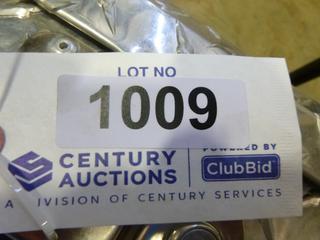 LOT NO
1009
CENTURY AUCTIONS
POWERED BY
ClubBid
A DIVISION OF CENTURY SERVICES